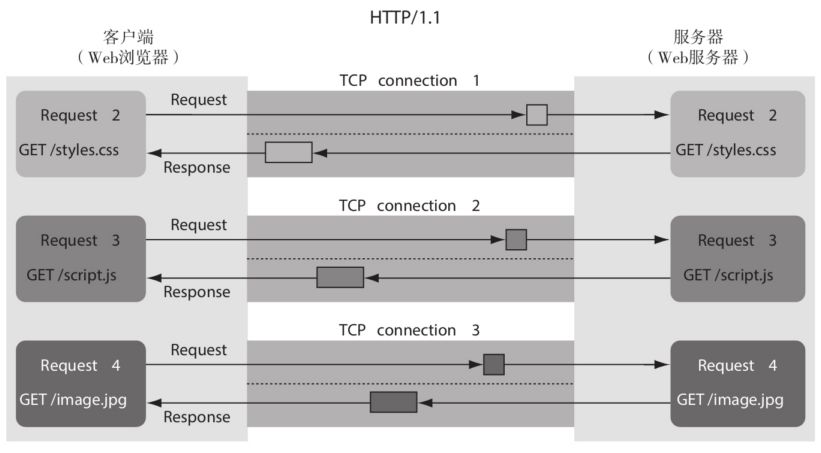 HTTP/1.1
客户端
（Web浏览器）
服务器
（Web服务器）
TCP connection 1
Request 2
GET /styles.css
Request
Response
Request 2
GET /styles.css
TCP connection 2
Request 3
GET /script.js
Request
Response
Request 3
GET /script.js
TCP connection 3
Request 4
GET /image.jpg
Request
Response
Request 4
GET /image.jpg